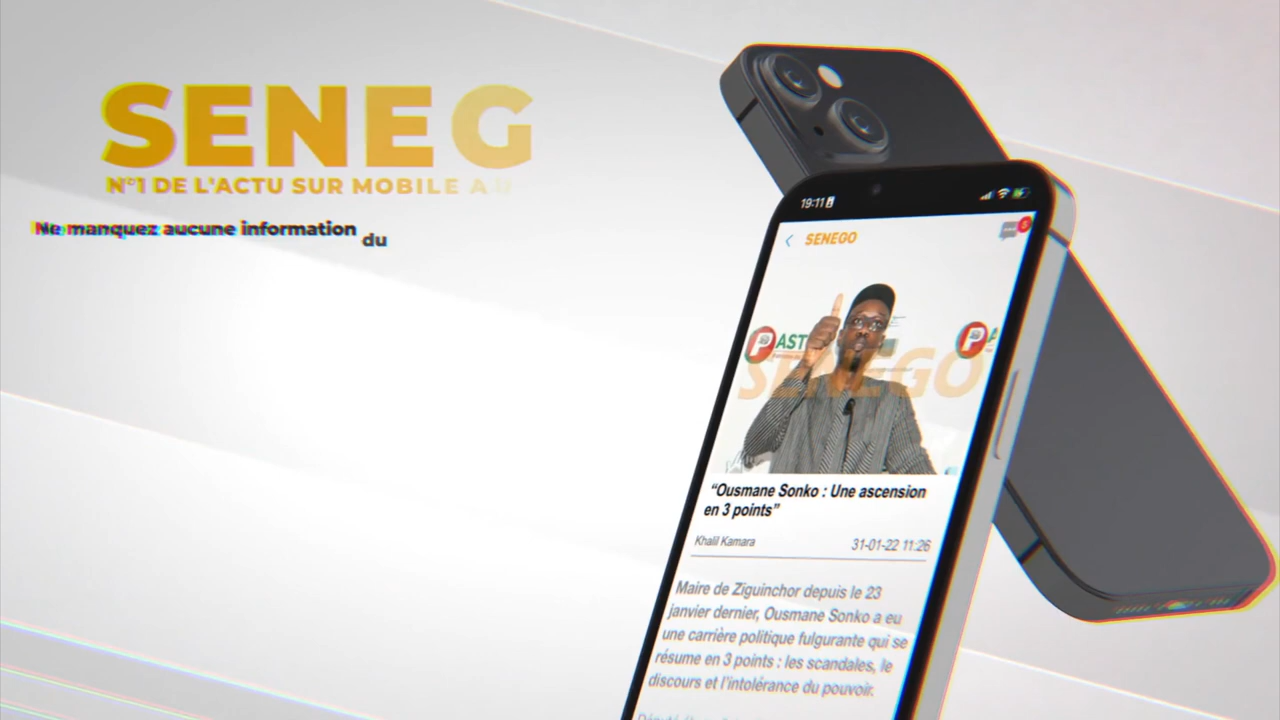 SENEG
N°1 DE L'ACTU SUR MOBILE A
Ne manquez aucune information
du
19:11
SENEGO
5
PAST
SENEGO
"Ousmane Sonko : Une ascension
en 3 points"
Khalil Kamara
31-01-22 11:26
Maire de Ziguinchor depuis le 23
janvier dernier, Ousmane Sonko a eu
une carrière politique fulgurante qui se
résume en 3 points : les scandales, le
discours et l'intolérance du pouvoir.